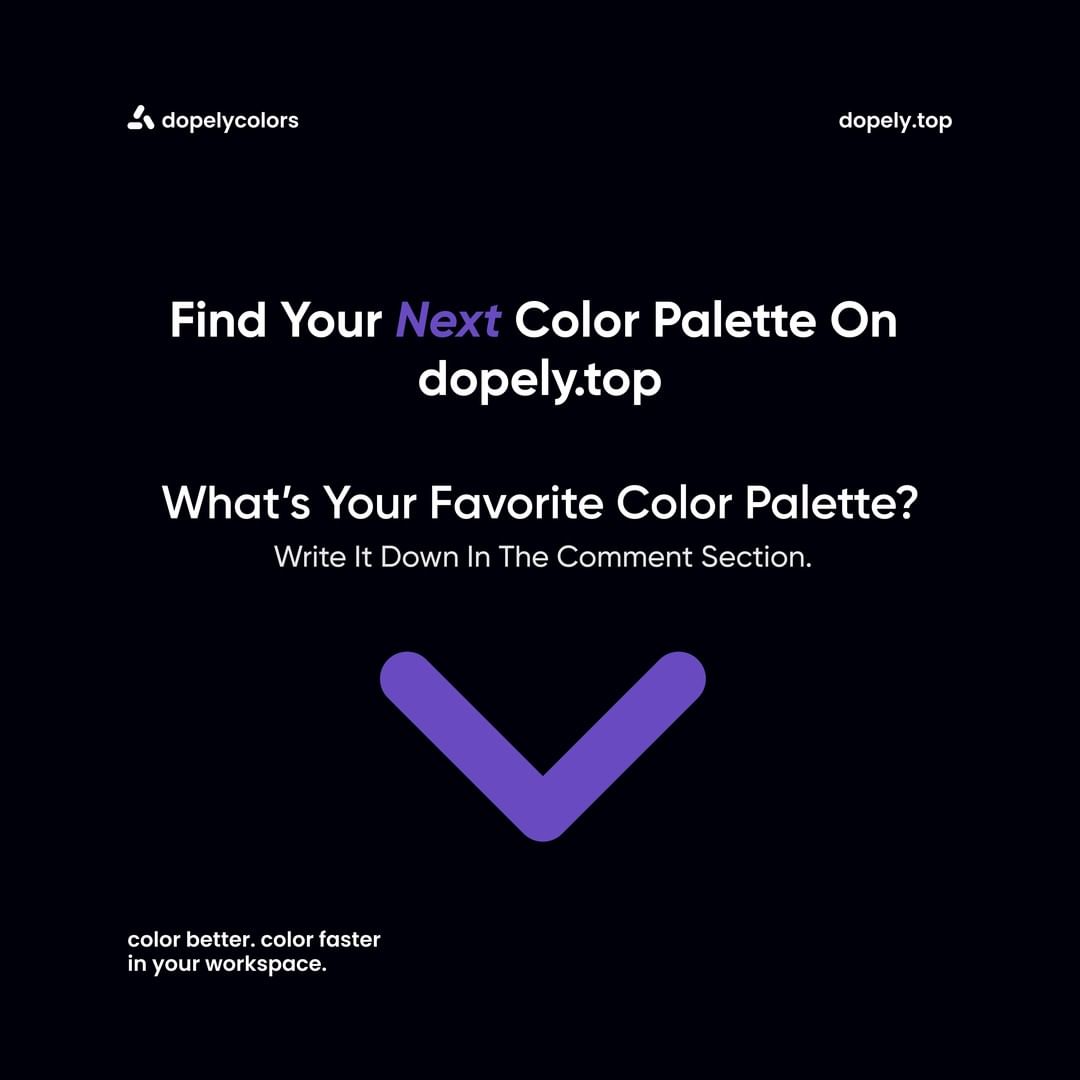 dopelycolors
dopely.top
Find Your Next Color Palette On
dopely.top
What’s Your Favorite Color Palette?
Write It Down In The Comment Section.
color better. color faster
in your workspace.